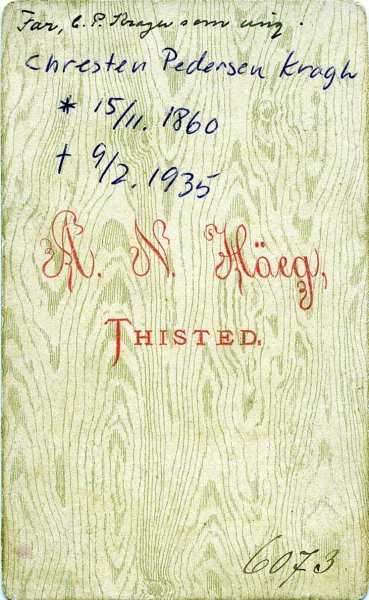 Far, C. P. Kragh som ung.
Chresten Pedersen Kragh
* 15/11. 1860
† 9/2. 1935
A. N. Häeg,
THISTED.
6073